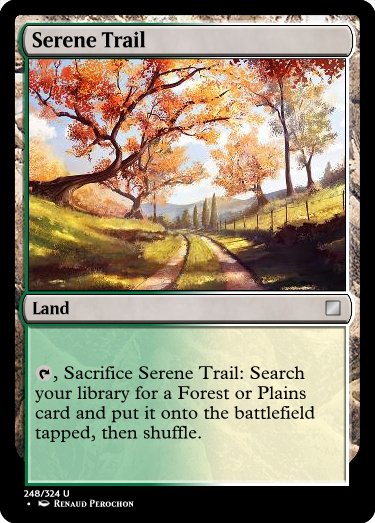 Serene Trail
Land
, Sacrifice Serene Trail: Search
your library for a Forest or Plains
card and put it onto the battlefield
tapped, then shuffle.
248/324 U
• Renaud Perochon